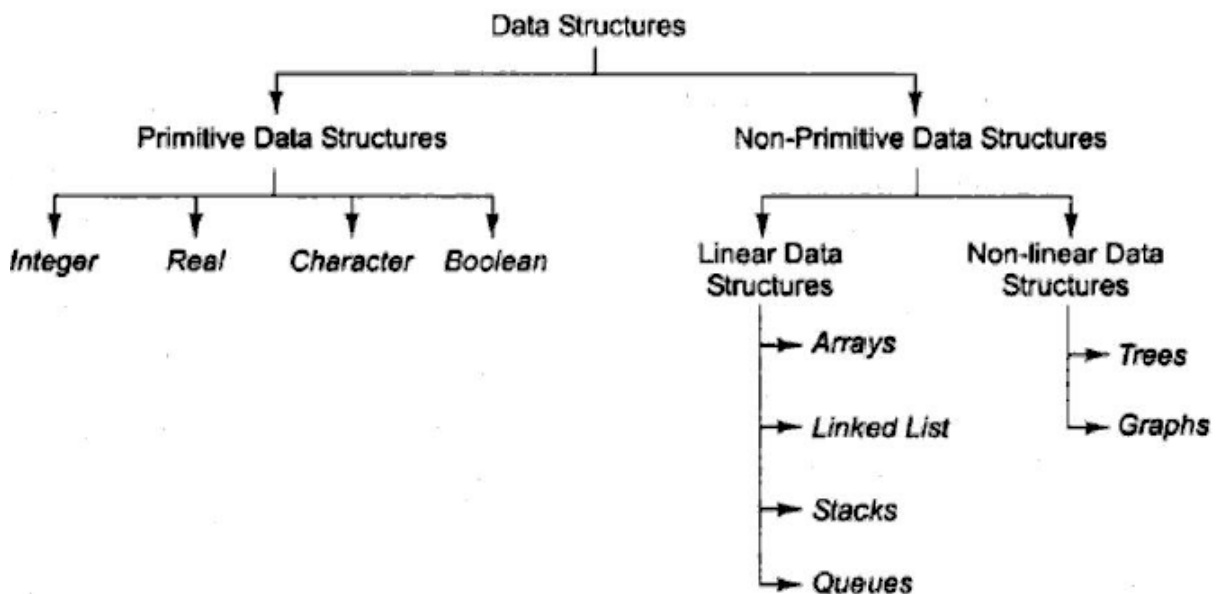 Data Structures
Primitive Data Structures
Non-Primitive Data Structures
Integer
Real
Character
Boolean
Linear Data
Structures
Non-linear Data
Structures
Arrays
Linked List
Stacks
Queues
Trees
Graphs